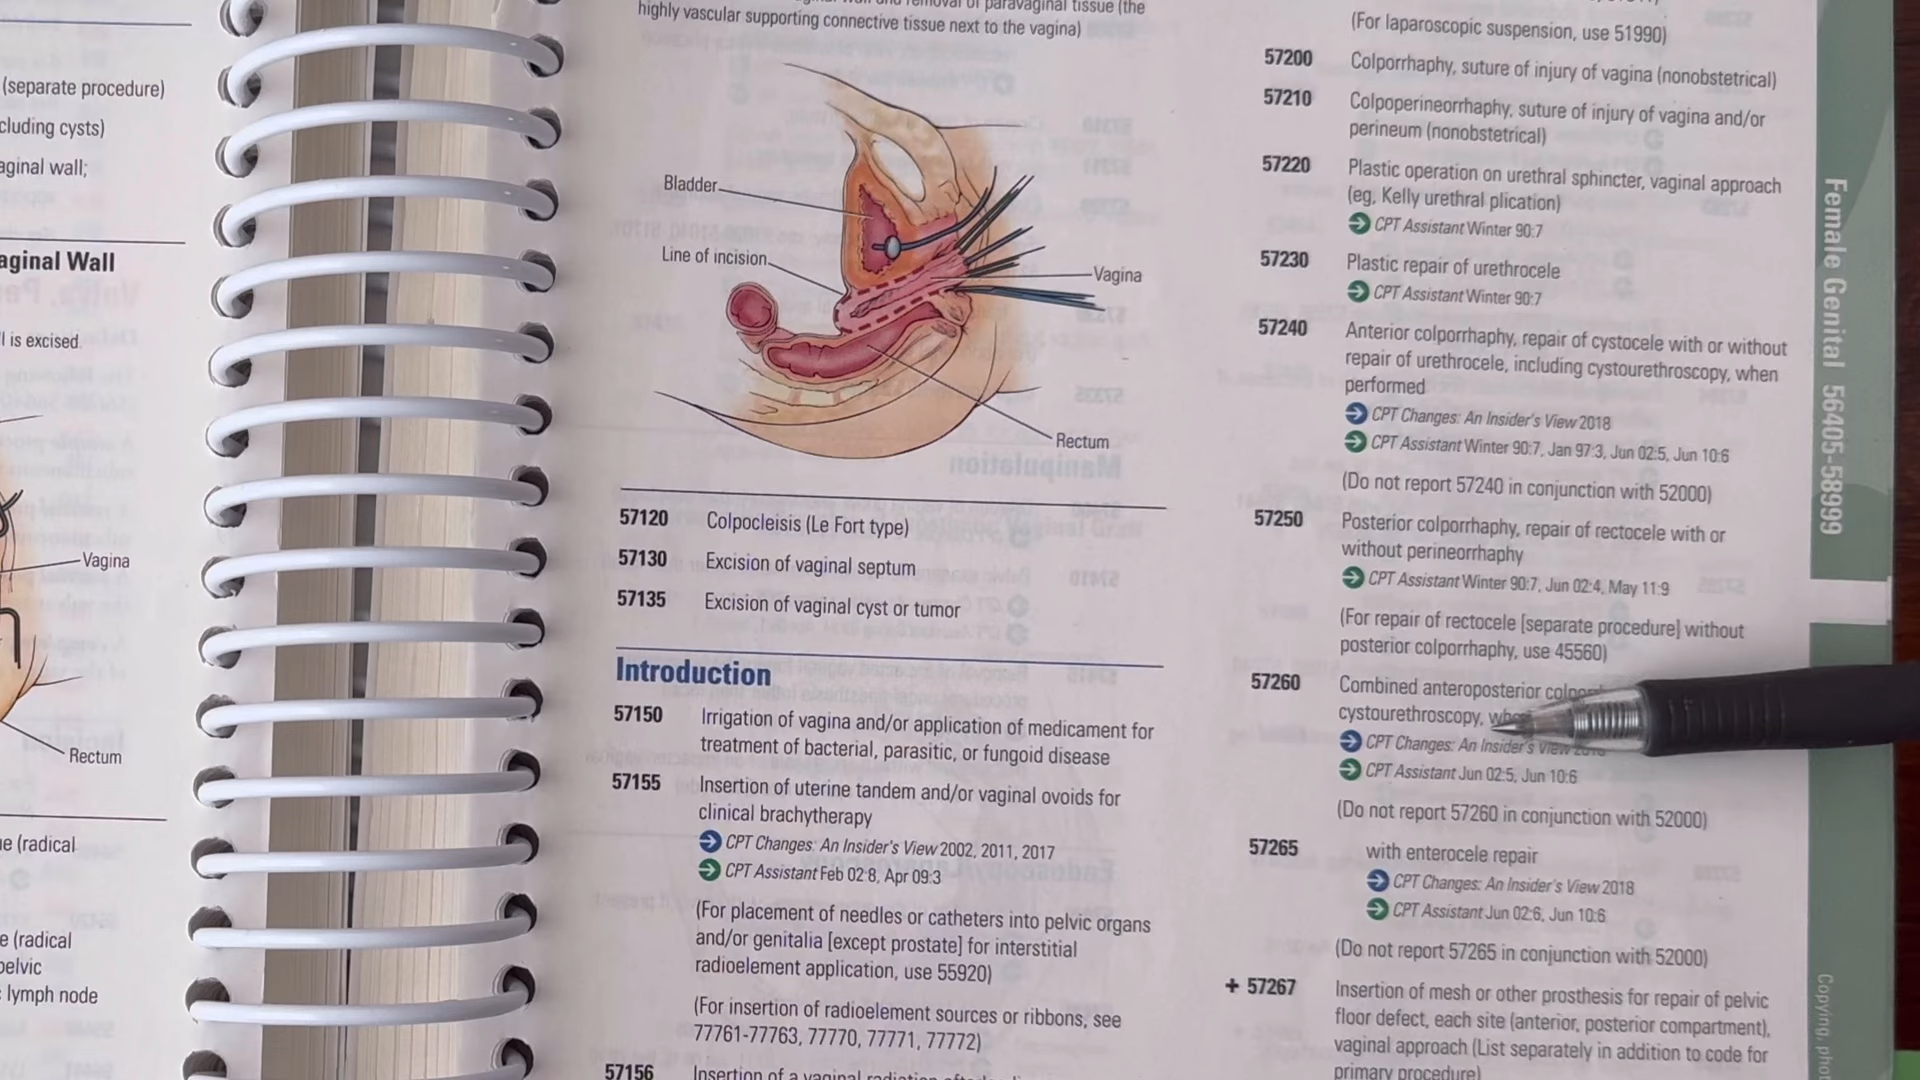 (separate procedure)
cluding cysts)
aginal wall;
aginal Wall
l is excised
Vagina
Rectum
e (radical
pelvic
lymph node
paravaginal tissue (the
highly vascular supporting connective tissue next to the vagina)
Bladder
Line of incision
Vagina
Rectum
57120 Colpocleisis (Le Fort type)
57130 Excision of vaginal septum
57135 Excision of vaginal cyst or tumor
Introduction
57150 Irrigation of vagina and/or application of medicament for
treatment of bacterial, parasitic, or fungoid disease
57155 Insertion of uterine tandem and/or vaginal ovoids for
clinical brachytherapy
CPT Changes: An Insider's View 2002, 2011, 2017
CPT Assistant Feb 02:8, Apr 09:3
(For placement of needles or catheters into pelvic organs
and/or genitalia [except prostate] for interstitial
radioelement application, use 55920)
(For insertion of radioelement sources or ribbons, see
77761-77763, 77770, 77771, 77772)
57156 Insertion of a vaginal radiation
(For laparoscopic suspension, use 51990)
57200 Colporrhaphy, suture of injury of vagina (nonobstetrical)
57210 Colpoperineorrhaphy, suture of injury of vagina and/or
perineum (nonobstetrical)
57220 Plastic operation on urethral sphincter, vaginal approach
(eg, Kelly urethral plication)
CPT Assistant Winter 90:7
57230 Plastic repair of urethrocele
CPT Assistant Winter 90:7
57240 Anterior colporrhaphy, repair of cystocele with or without
repair of urethrocele, including cystourethroscopy, when
performed
CPT Changes: An Insider's View 2018
CPT Assistant Winter 90:7, Jan 97:3, Jun 02:5, Jun 10:6
(Do not report 57240 in conjunction with 52000)
57250 Posterior colporrhaphy, repair of rectocele with or
without perineorrhaphy
CPT Assistant Winter 90:7, Jun 02:4, May 11:9
(For repair of rectocele [separate procedure] without
posterior colporrhaphy, use 45560)
57260 Combined anteroposterior
cystourethroscopy,
CPT Changes: An Insider's View
CPT Assistant Jun 02:5, Jun 10:6
(Do not report 57260 in conjunction with 52000)
57265 with enterocele repair
CPT Changes: An Insider's View 2018
CPT Assistant Jun 02:6, Jun 10:6
(Do not report 57265 in conjunction with 52000)
+ 57267 Insertion of mesh or other prosthesis for repair of pelvic
floor defect, each site (anterior, posterior compartment),
vaginal approach (List separately in addition to code for
primary procedure)
Female Genital 56405-58999
Copying,